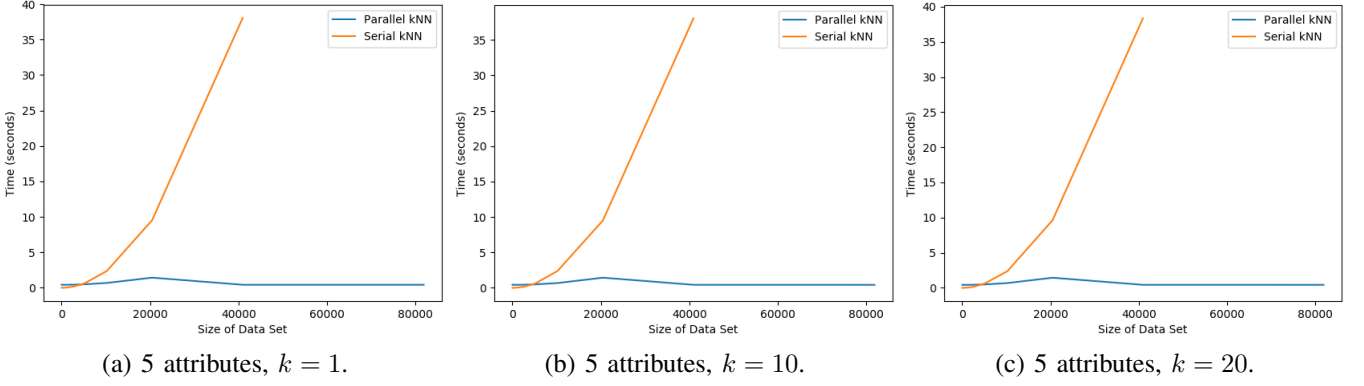 40
35
30
25
20
15
10
5
0
Time (seconds)
Parallel kNN
Serial kNN
0 20000 40000 60000 80000
Size of Data Set
(a) 5 attributes, k = 1.
35
30
25
20
15
10
5
0
Time (seconds)
Parallel kNN
Serial kNN
0 20000 40000 60000 80000
Size of Data Set
(b) 5 attributes, k = 10.
40
35
30
25
20
15
10
5
0
Time (seconds)
Parallel kNN
Serial kNN
0 20000 40000 60000 80000
Size of Data Set
(c) 5 attributes, k = 20.